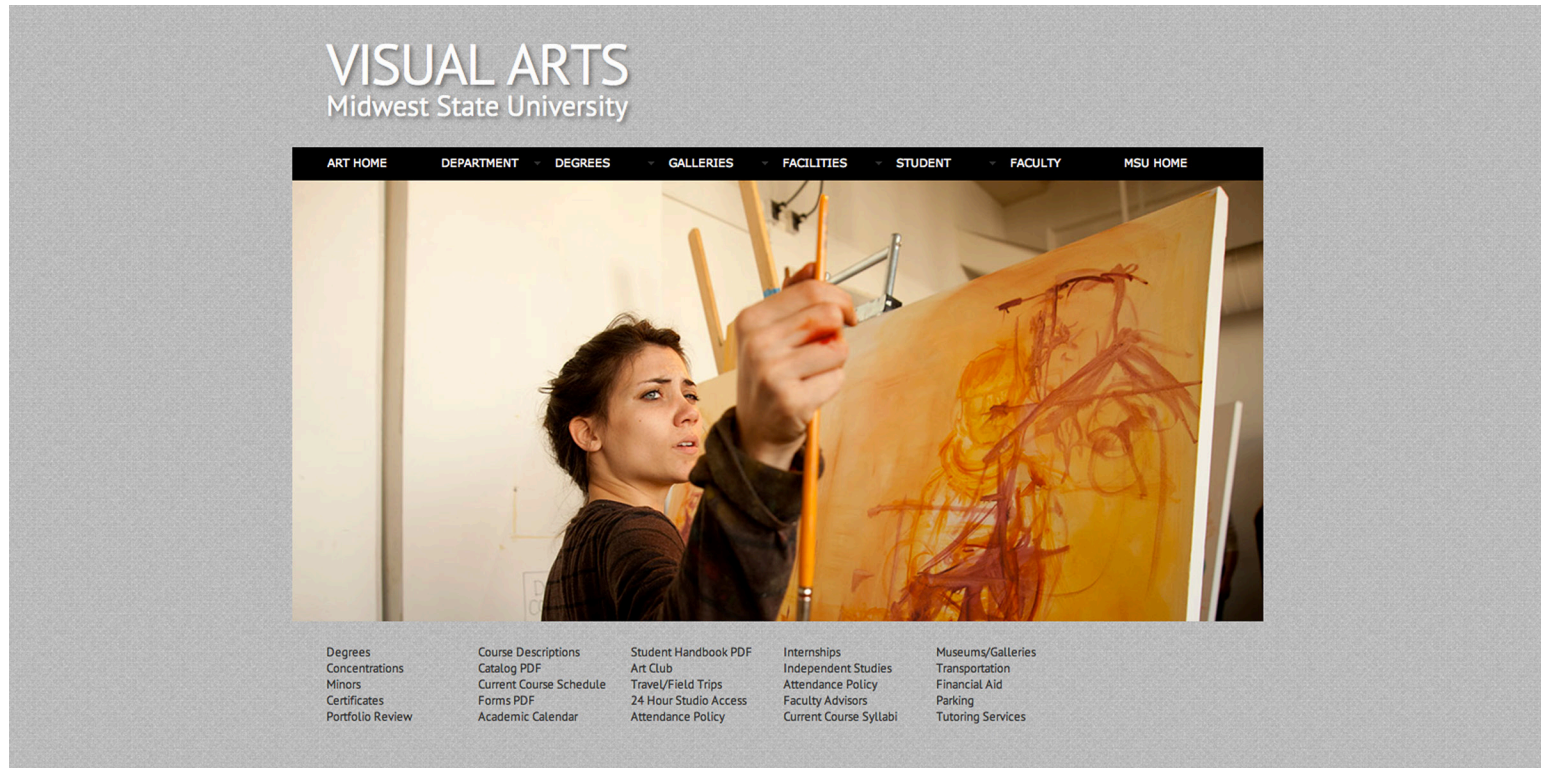 VISUAL ARTS
Midwest State University
ART HOME DEPARTMENT DEGREES GALLERIES FACILITIES STUDENT FACULTY MSU HOME
Degrees
Concentrations
Minors
Certificates
Portfolio Review
Course Descriptions
Catalog PDF
Current Course Schedule
Forms PDF
Academic Calendar
Student Handbook PDF
Art Club
Travel/Field Trips
24 Hour Studio Access
Attendance Policy
Internships
Independent Studies
Attendance Policy
Faculty Advisors
Current Course Syllabi
Museums/Galleries
Transportation
Financial Aid
Parking
Tutoring Services